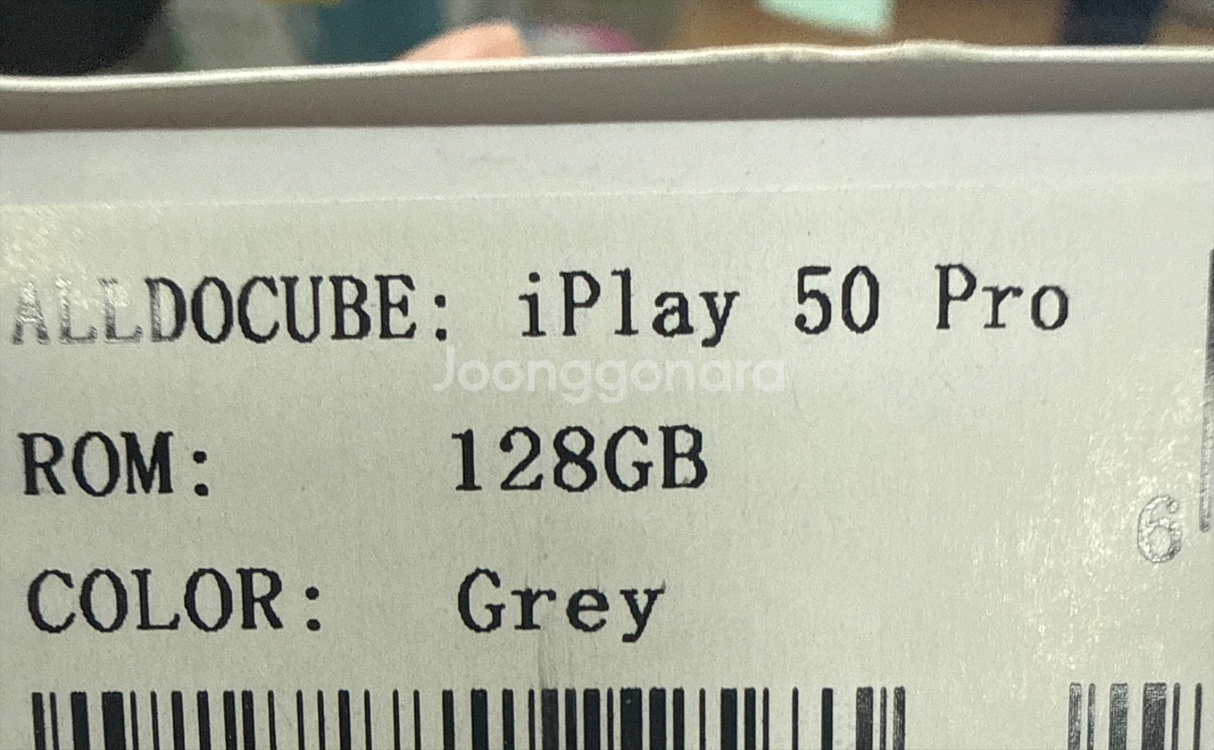 ALLDOCUBE: iPlay 50 Pro
Joonggonara
ROM: 128GB
6
COLOR: Grey